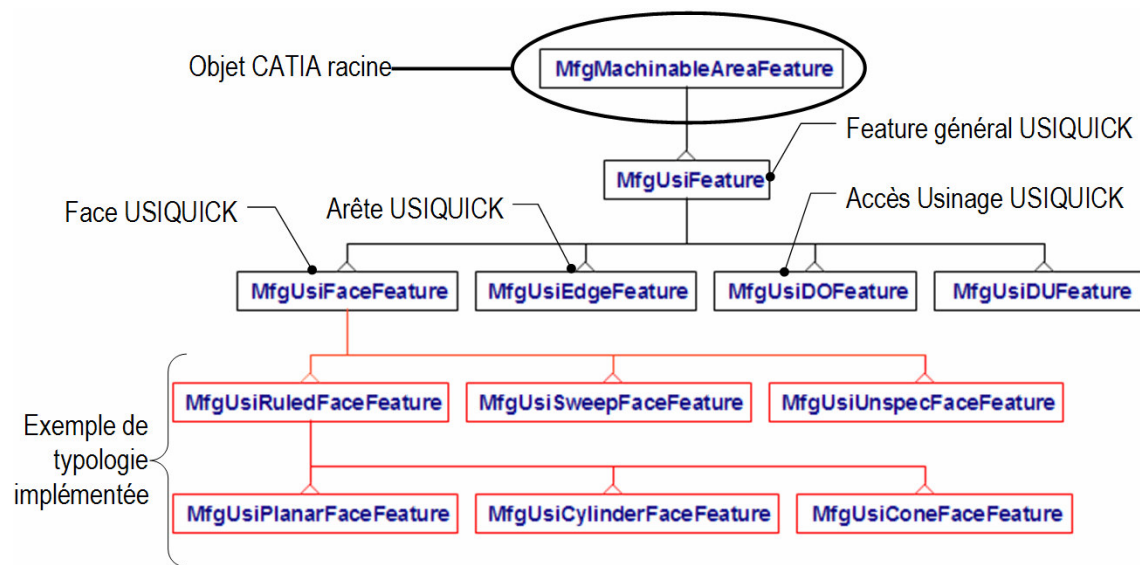 Objet CATIA racine
MfgMachinableAreaFeature
Feature général USIQUICK
MfgUsiFeature
Face USIQUICK
Arête USIQUICK
Accès Usinage USIQUICK
MfgUsiFaceFeature
MfgUsiEdgeFeature
MfgUsiDOFeature
MfgUsiDUFeature
MfgUsiRuledFaceFeature
MfgUsiSweepFaceFeature
MfgUsiUnspecFaceFeature
Exemple de
typologie
implémentée
MfgUsiPlanarFaceFeature
MfgUsiCylinderFaceFeature
MfgUsiConeFaceFeature